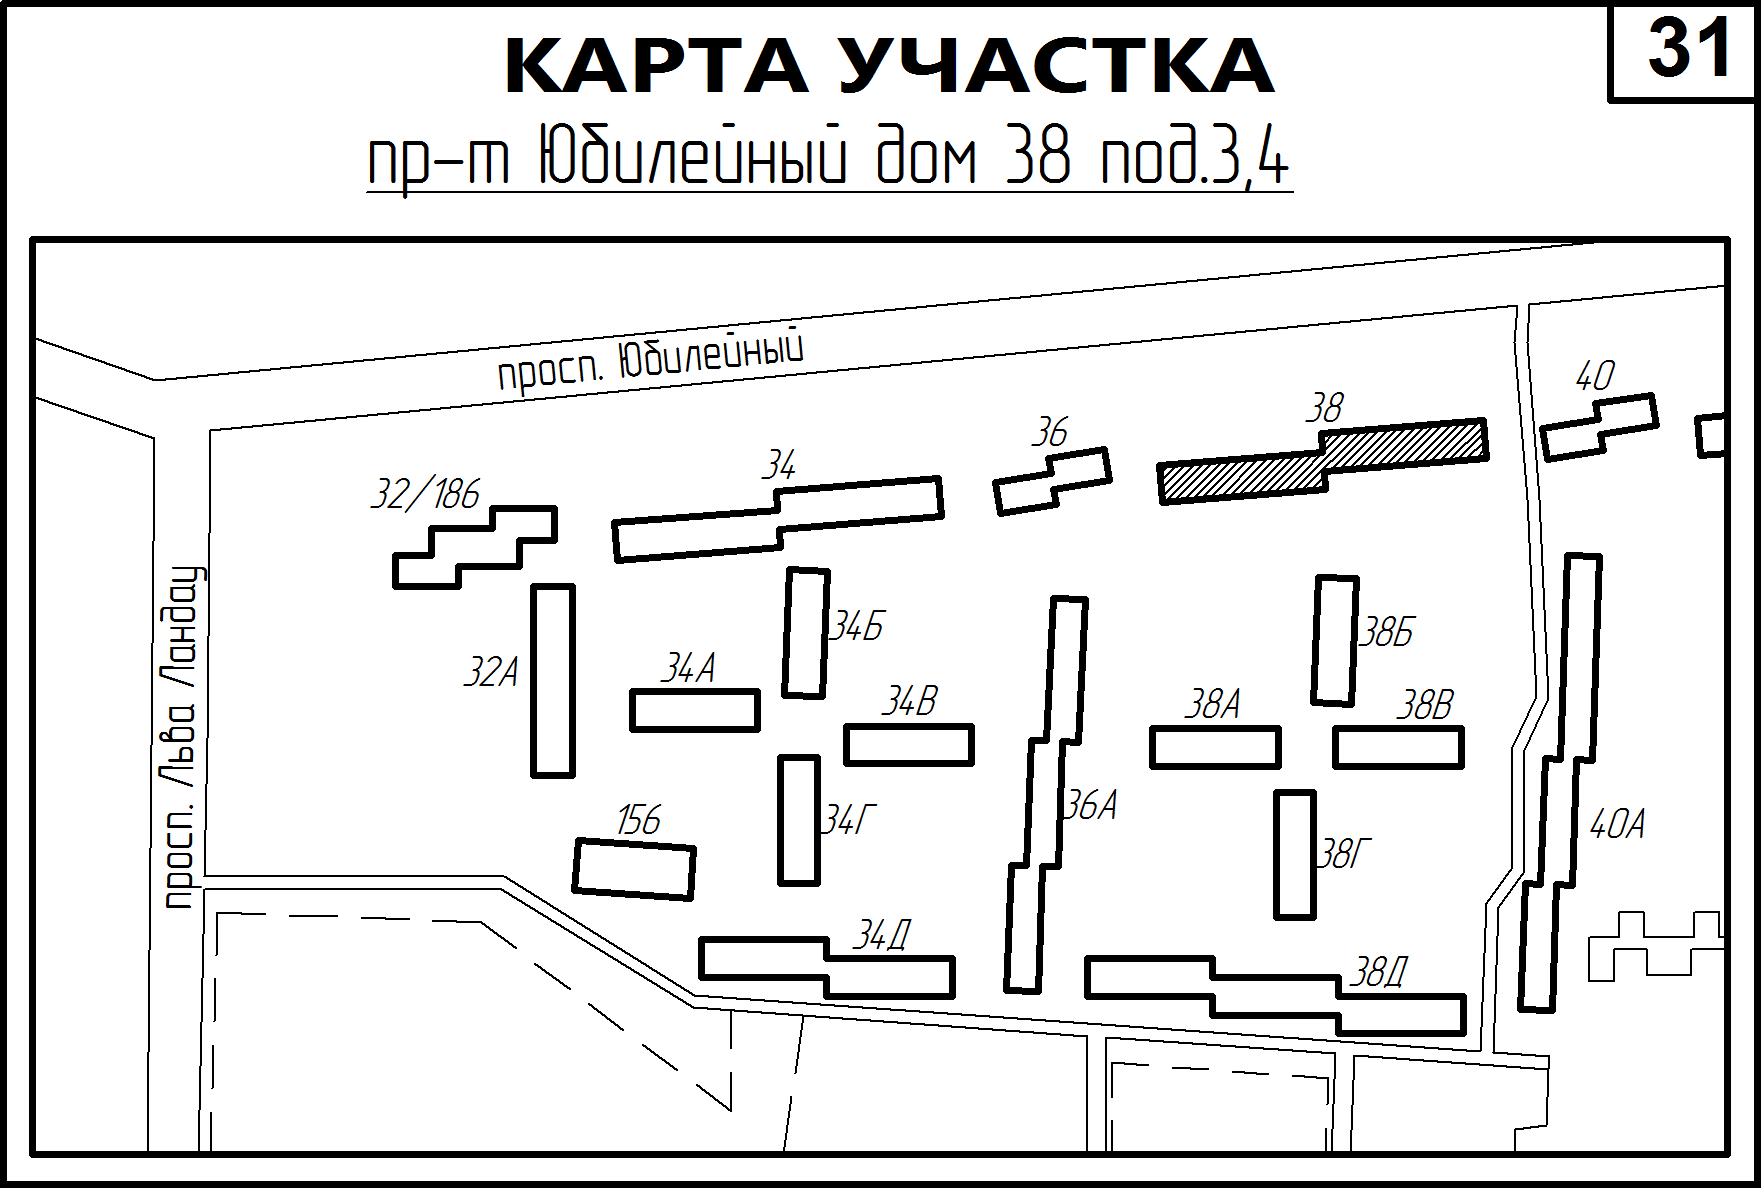 31
КАРТА УЧАСТКА
пр-т Юбилейный дом 38 под.3,4
просп. Юбилейный
40
38
36
34
32/186
34Б
38Б
32А
34А
34В
38А
38В
просп. Льва Ландау
156
34Г
36А
38Г
40А
34Д
38Д